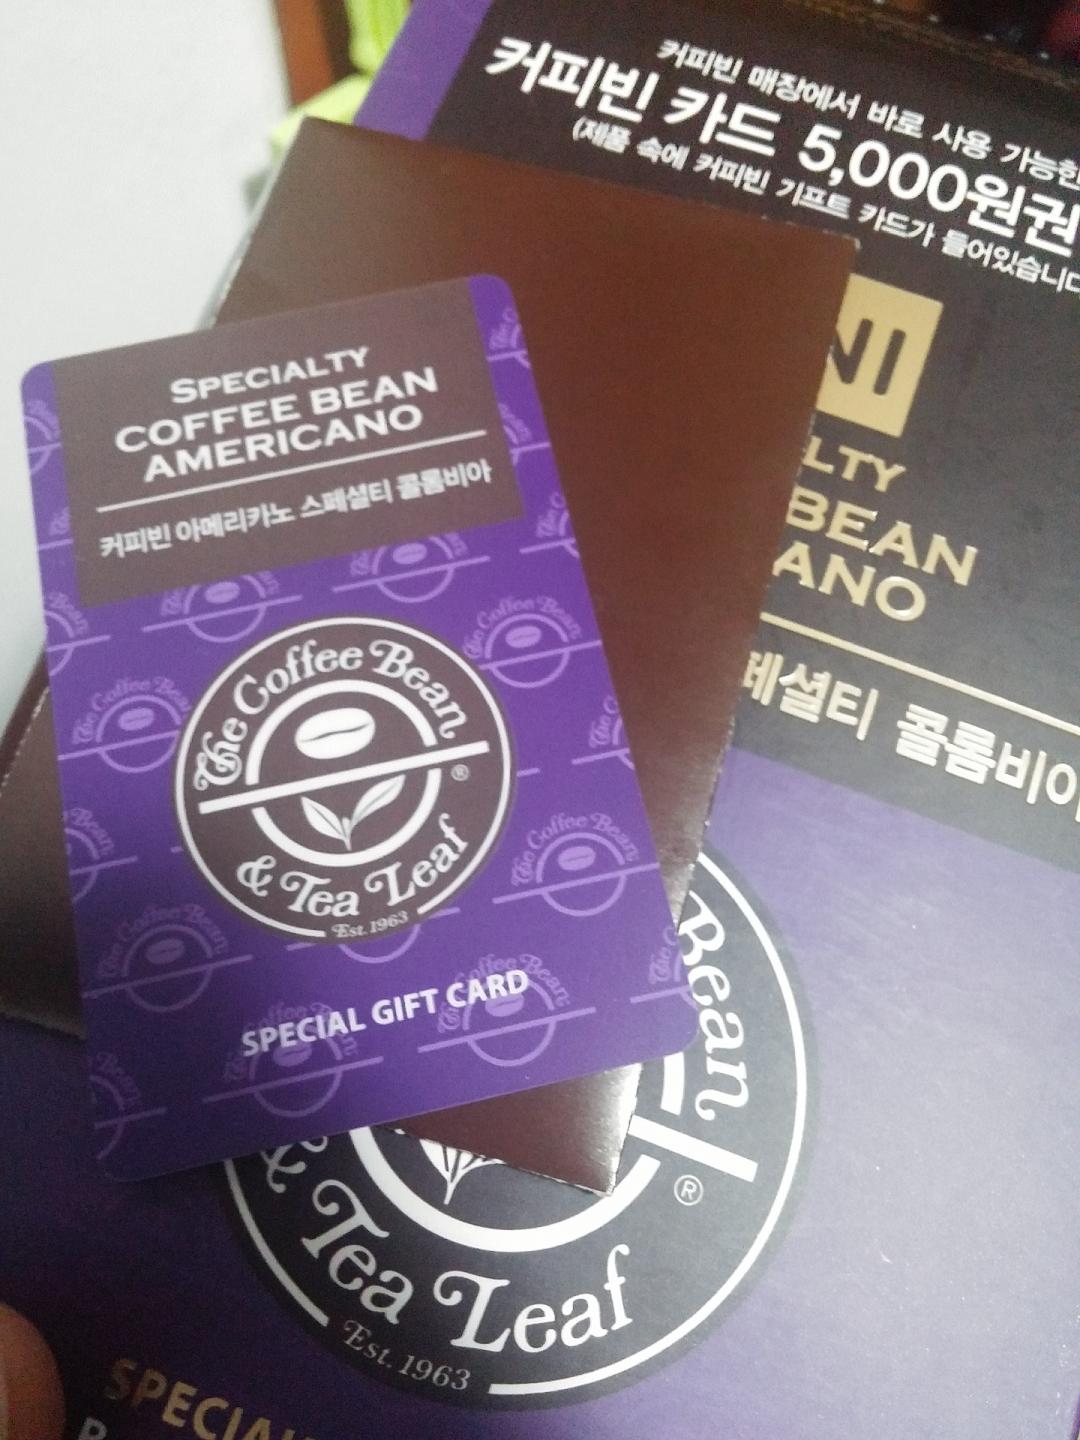 커피빈 매장에서 바로 사용 가능한
커피빈 카드 5,000원권
(제품 속에 커피빈 기프트 카드가 들어있습니다
NI
LTY
BEAN
ANO
페셜티 콜롬비아
SPECIALTY
COFFEE BEAN
AMERICANO
커피빈 아메리카노 스페셜티 콜롬비아
The Coffee Bean
®
& Tea Leaf
Est. 1963
SPECIAL GIFT CARD
Bean
®
& Tea Leaf
Est. 1963
SPECIAL